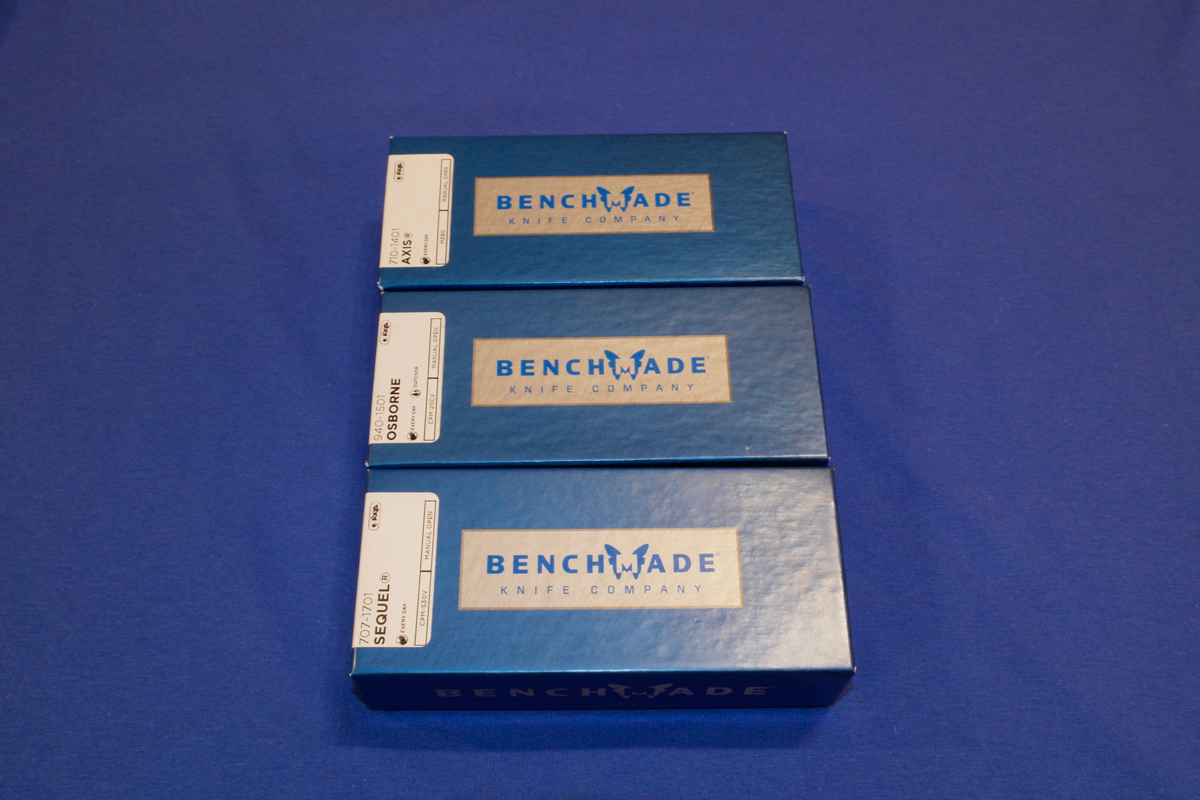 710-1401
AXIS®
EVERY DAY
M390
MANUAL OPEN
BENCHMADE
KNIFE COMPANY
940-1501
OSBORNE
EVERY DAY
OUTDOOR
CPM-20CV
MANUAL OPEN
BENCHMADE
KNIFE COMPANY
707-1701
SEQUEL®
EVERY DAY
CPM-S30V
MANUAL OPEN
BENCHMADE
KNIFE COMPANY
BENCHMADE